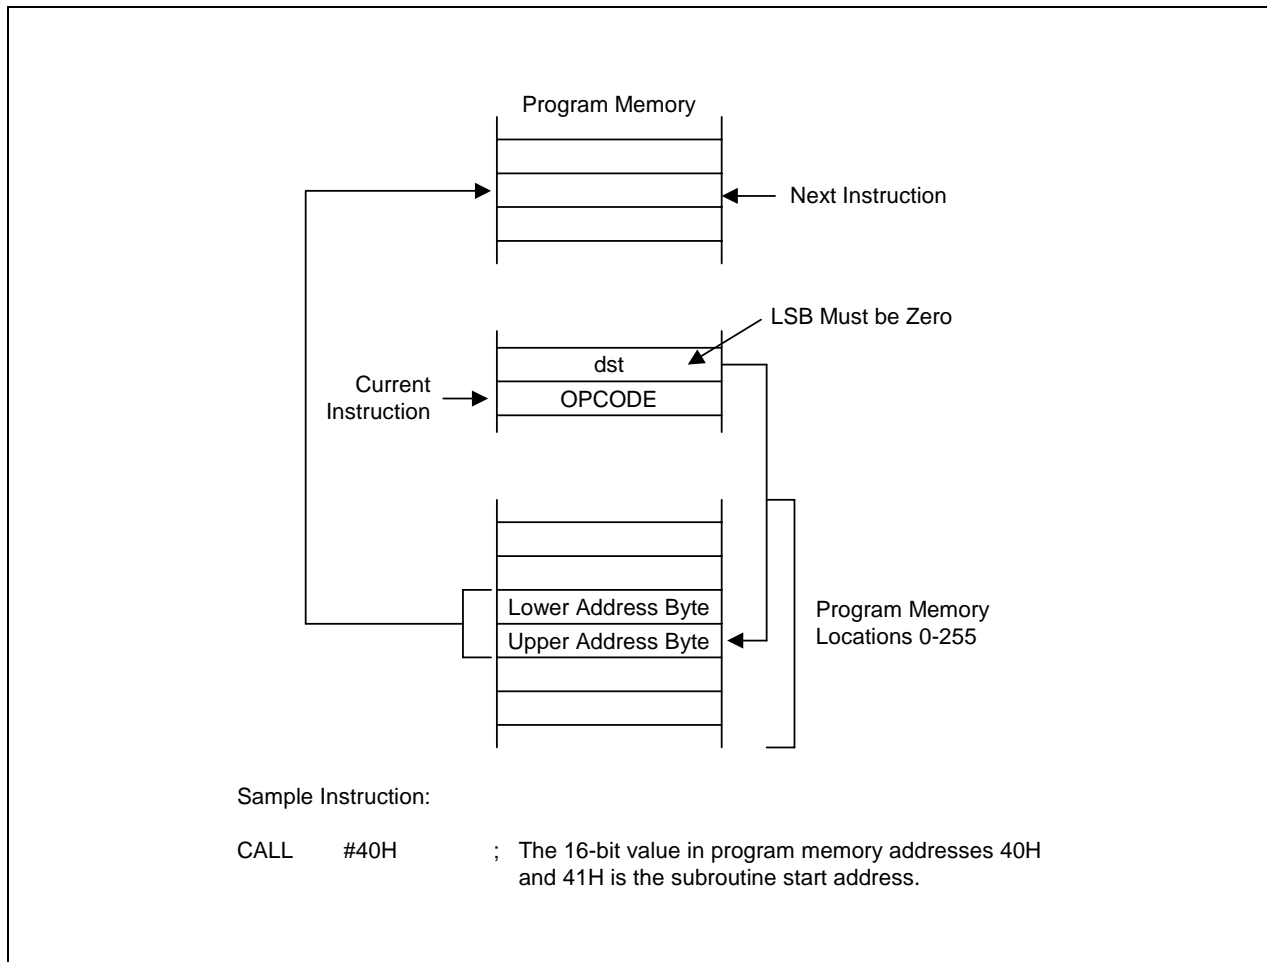 Program Memory
Next Instruction
LSB Must be Zero
dst
Current
Instruction
OPCODE
Lower Address Byte
Upper Address Byte
Program Memory
Locations 0-255
Sample Instruction:
CALL #40H ; The 16-bit value in program memory addresses 40H
and 41H is the subroutine start address.